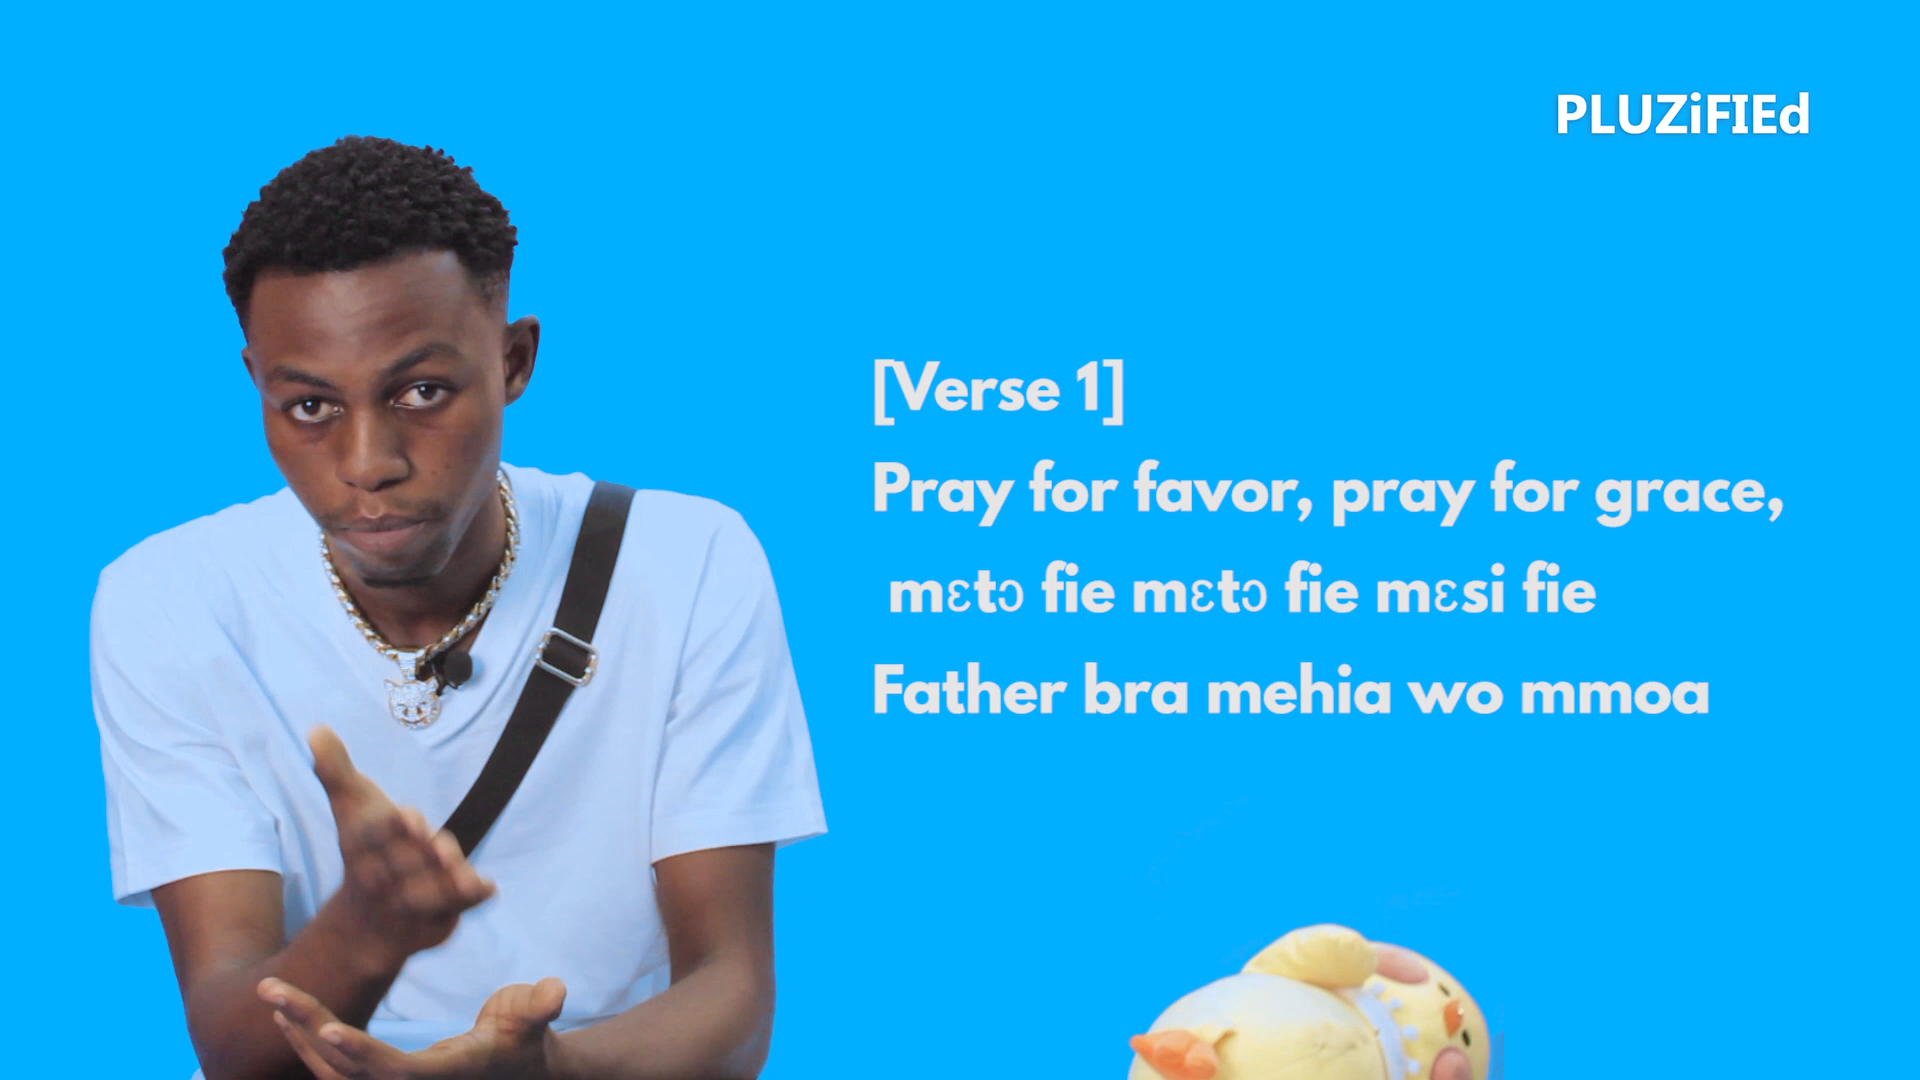 PLUZiFIEd
[Verse 1]
Pray for favor, pray for grace,
mɛtɔ fie mɛtɔ fie mɛsi fie
Father bra mehia wo mmoa